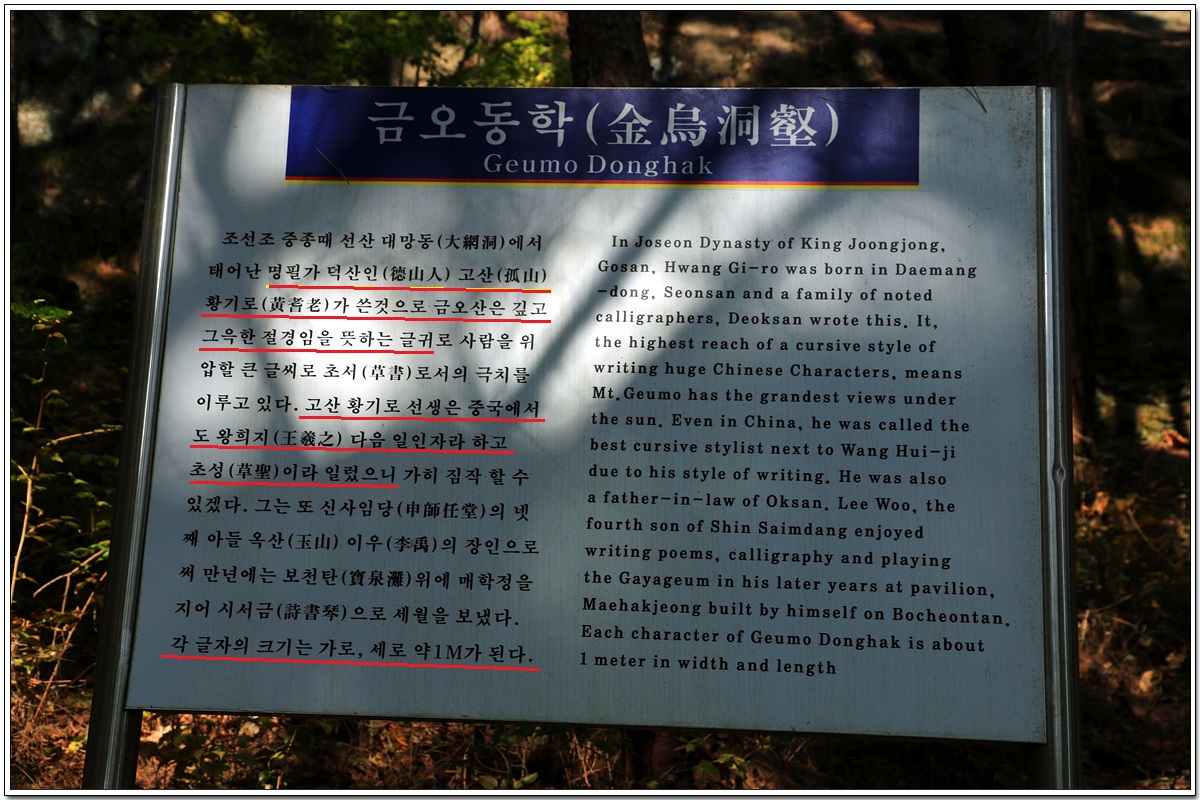 금오동학(金烏洞壑)
Geumo Donghak
조선조 중종때 선산 대망동(大網洞)에서
태어난 명필가 덕산인(德山人) 고산(孤山)
황기로(黃耆老)가 쓴것으로 금오산은 깊고
그윽한 절경임을 뜻하는 글귀로 사람을 위
압할 큰 글씨로 초서(草書)로서의 극치를
이루고 있다. 고산 황기로 선생은 중국에서
도 왕희지(王羲之) 다음 일인자라 하고
초성(草聖)이라 일렀으니 가히 짐작 할 수
있겠다. 그는 또 신사임당(申師任堂)의 넷
째 아들 옥산(玉山) 이우(李禹)의 장인으로
써 만년에는 보천탄(寶泉灘)위에 매학정을
지어 시서금(詩書琴)으로 세월을 보냈다.
각 글자의 크기는 가로, 세로 약1M가 된다.
In Joseon Dynasty of King Joongjong,
Gosan, Hwang Gi-ro was born in Daemang
-dong, Seonsan and a family of noted
calligraphers, Deoksan wrote this. It,
the highest reach of a cursive style of
writing huge Chinese Characters, means
Mt.Geumo has the grandest views under
the sun. Even in China, he was called the
best cursive stylist next to Wang Hui-ji
due to his style of writing. He was also
a father-in-law of Oksan. Lee Woo, the
fourth son of Shin Saimdang enjoyed
writing poems, calligraphy and playing
the Gayageum in his later years at pavilion,
Maehakjeong built by himself on Bocheontan.
Each character of Geumo Donghak is about
1 meter in width and length